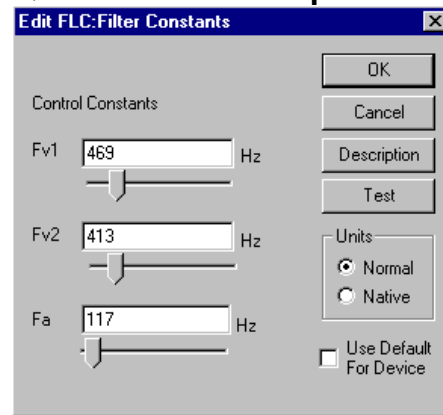 Edit FLC:Filter Constants
OK
Control Constants
Cancel
Fv1 469 Hz
Description
Test
Fv2 413 Hz
Units
Normal
Native
Fa 117 Hz
Use Default
For Device